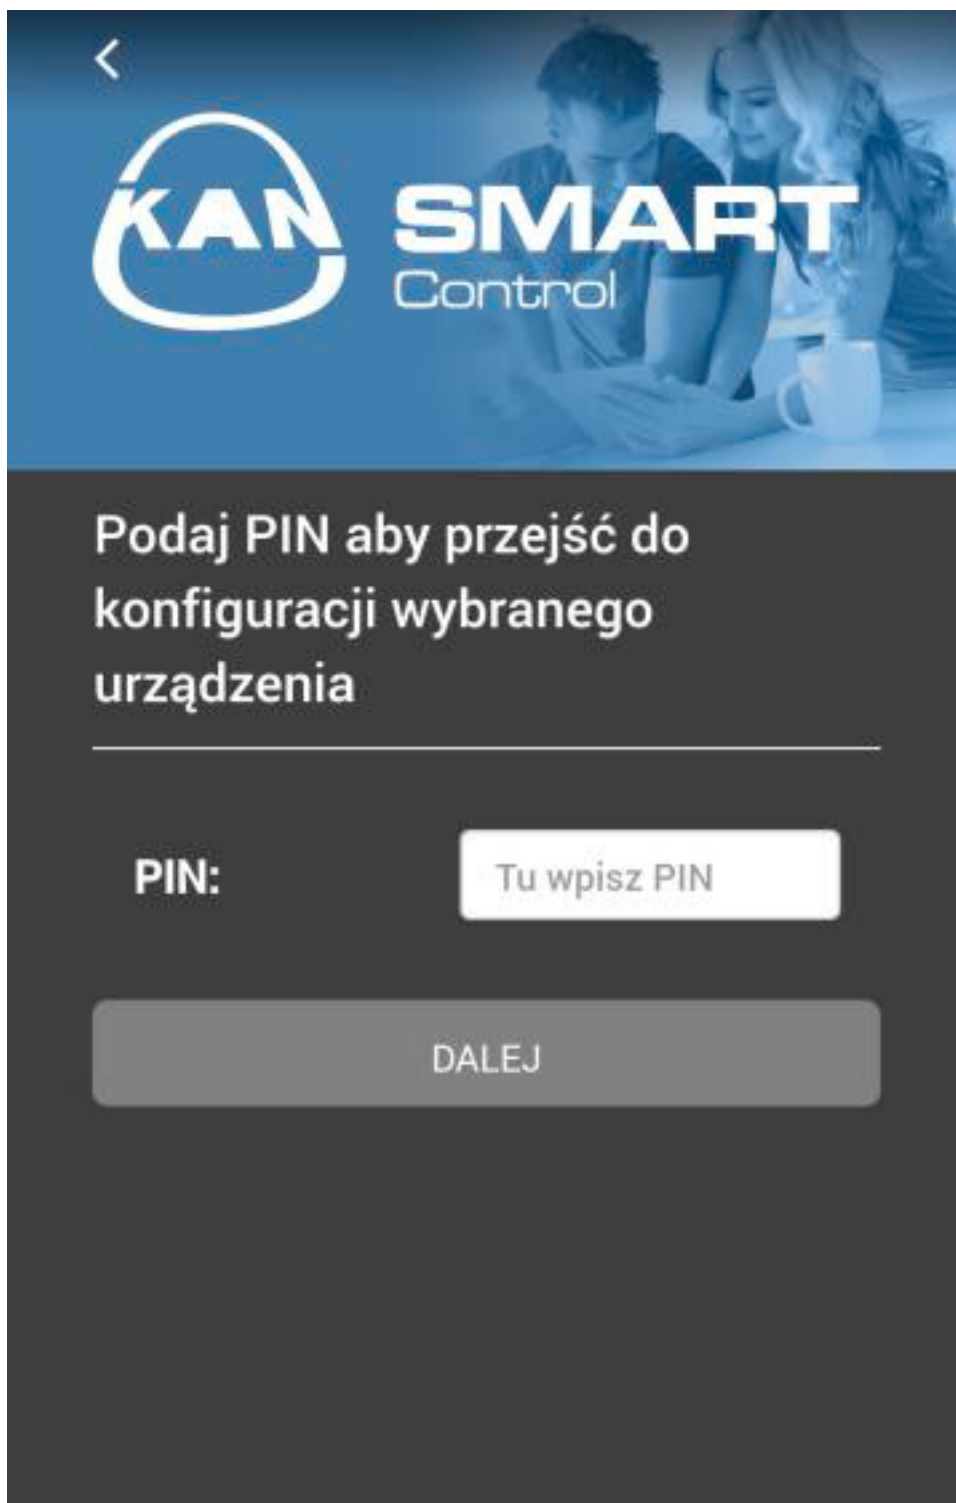 KAN
SMART
Control
Podaj PIN aby przejść do
konfiguracji wybranego
urządzenia
PIN:
Tu wpisz PIN
DALEJ